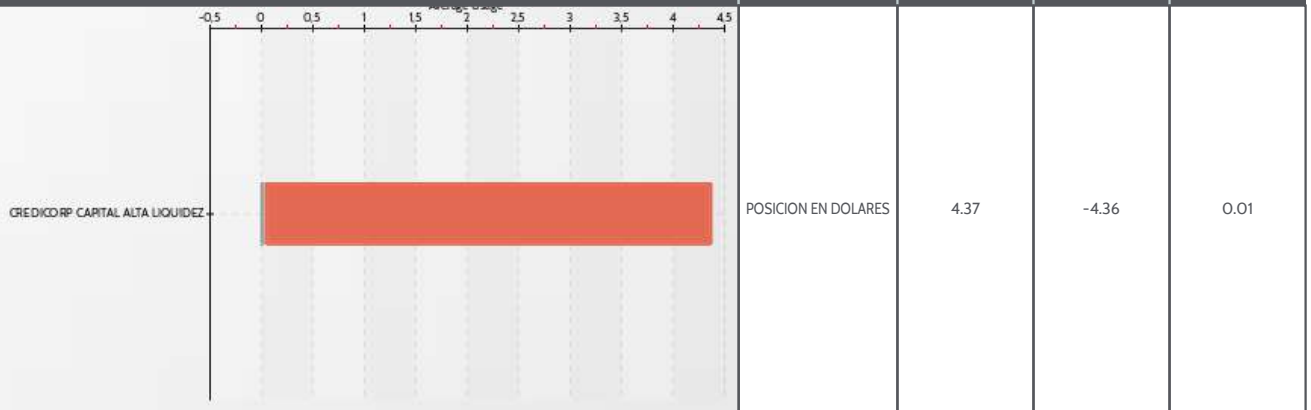 -0,5 0 0,5 1 1,5 2 2,5 3 3,5 4 4,5
CREDICORP CAPITAL ALTA LIQUIDEZ
POSICION EN DOLARES 4.37 -4.36 0.01